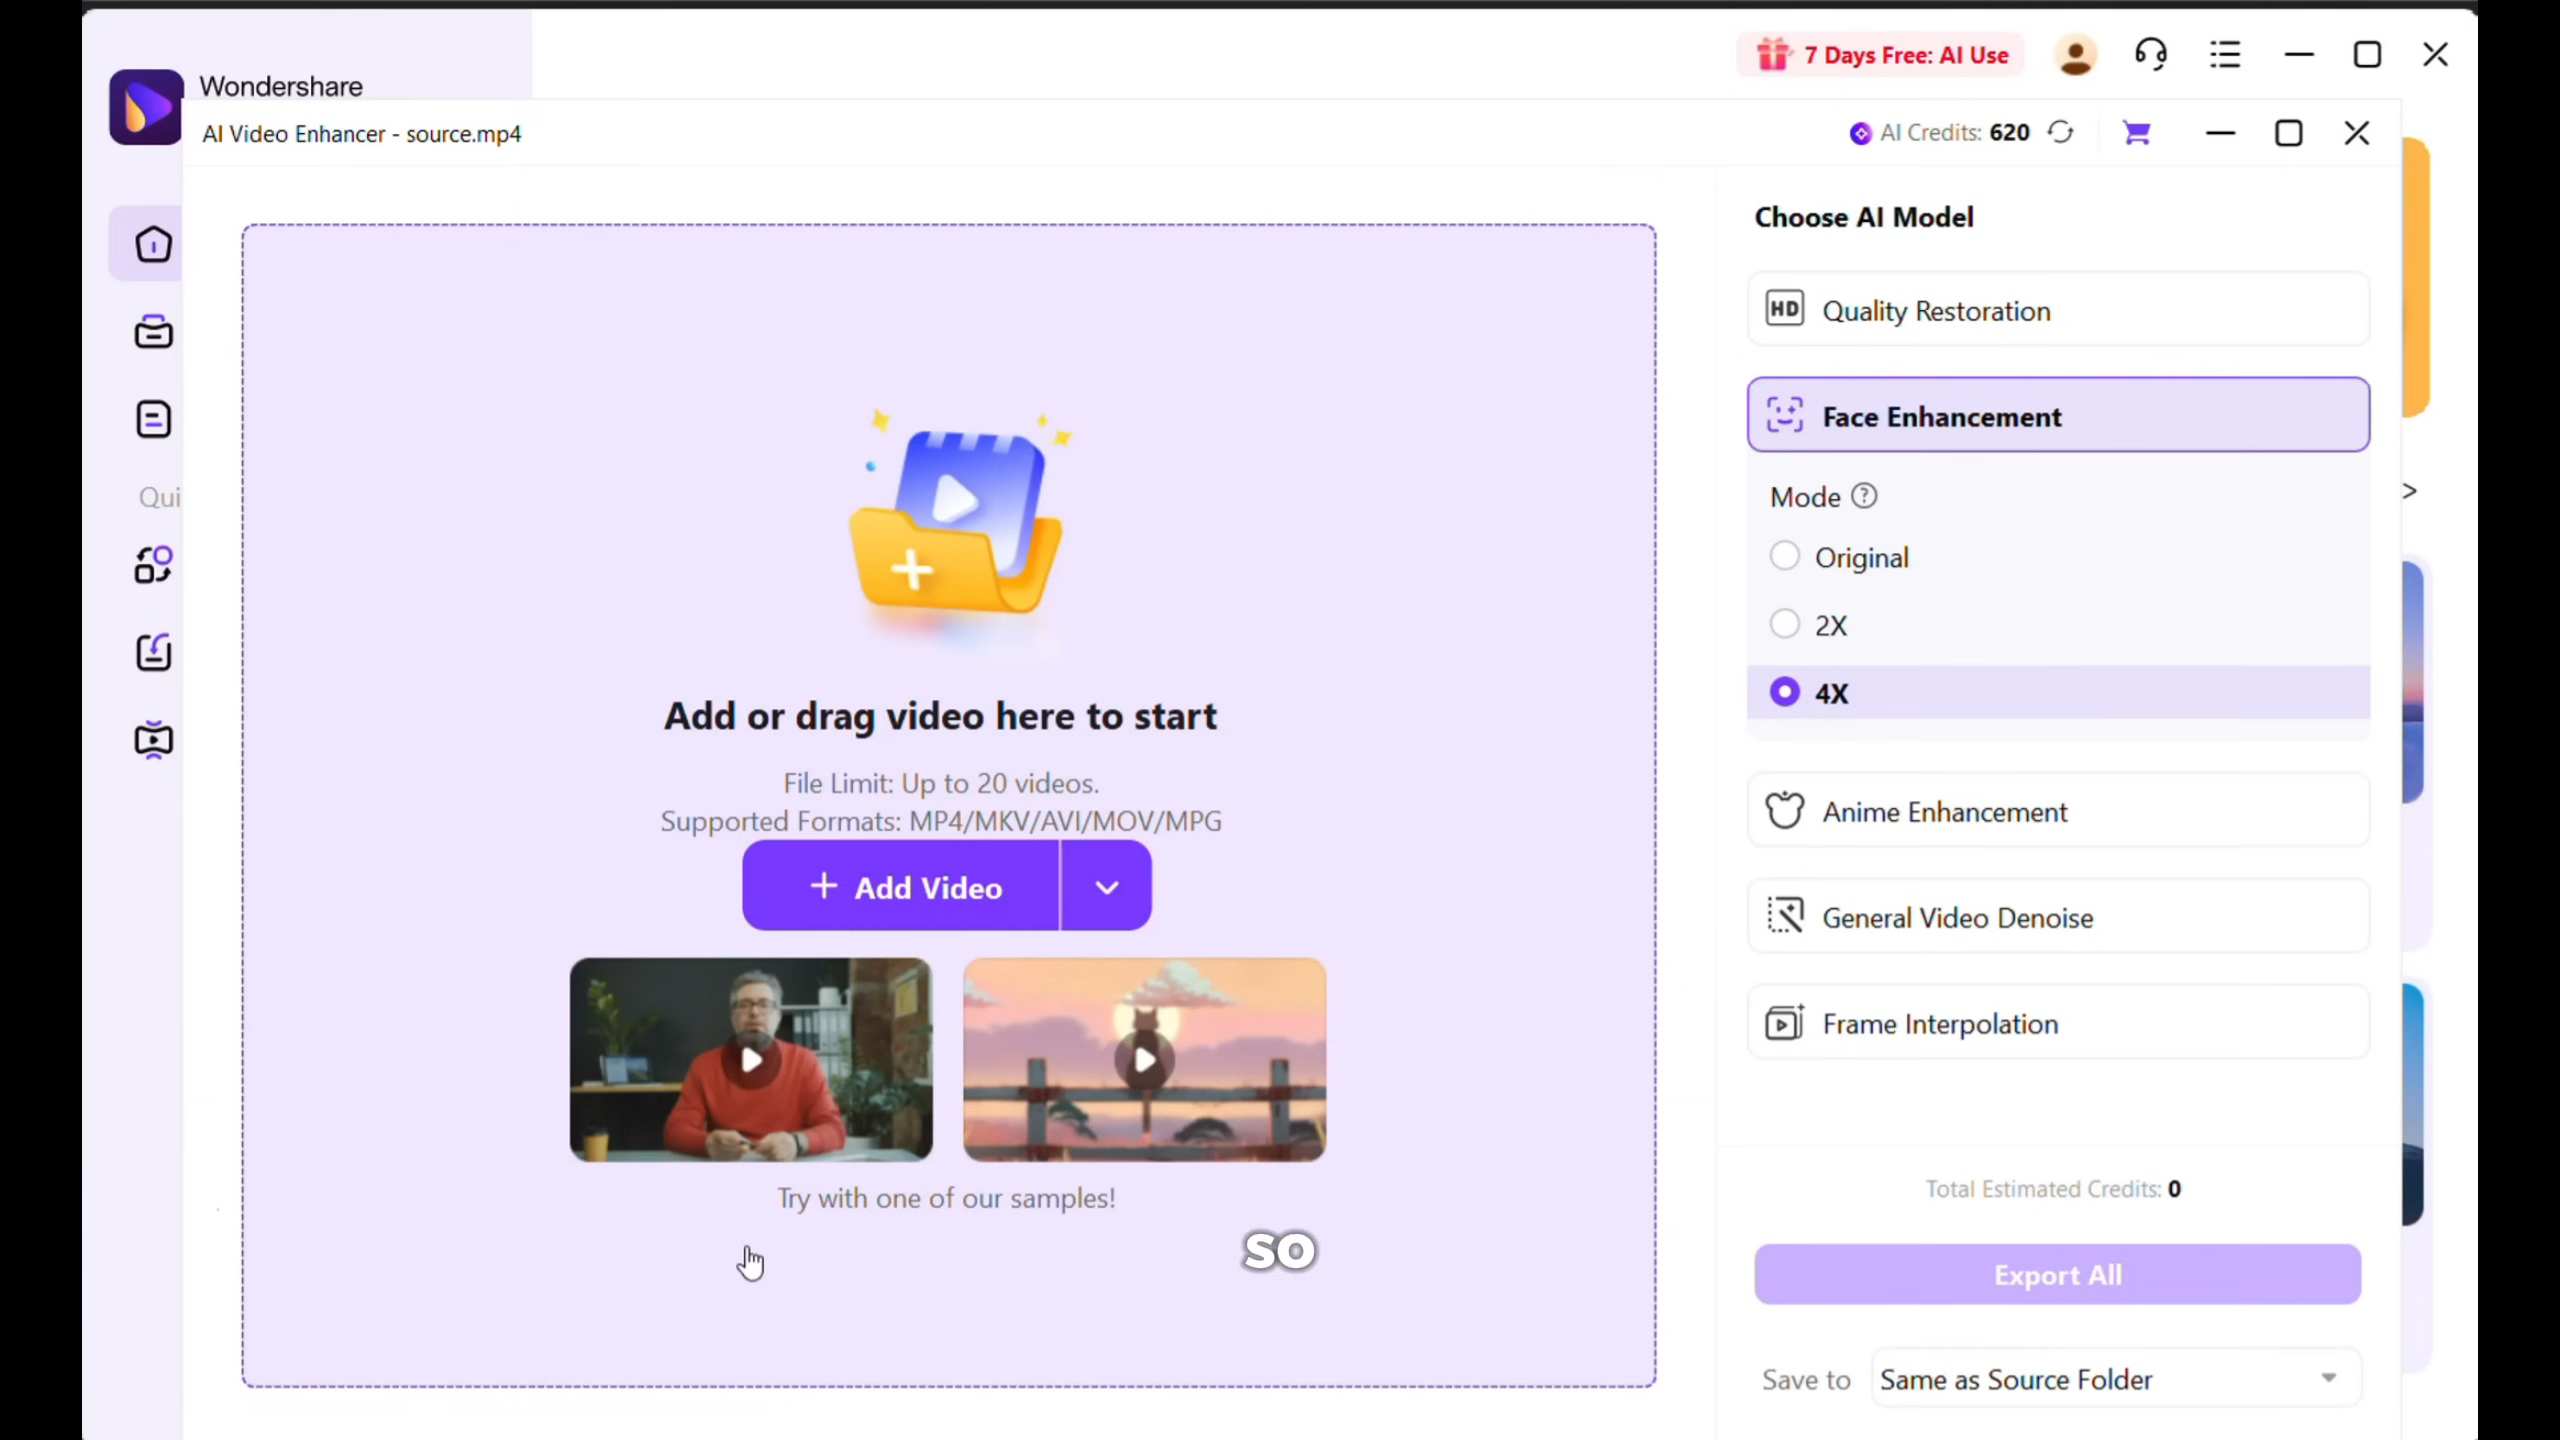 7 Days Free: AI Use
Wondershare
AI Video Enhancer - source.mp4
AI Credits: 620
Choose AI Model
HD Quality Restoration
Face Enhancement
Qui
Mode ?
>
Original
2X
4X
Add or drag video here to start
File Limit: Up to 20 videos.
Supported Formats: MP4/MKV/AVI/MOV/MPG
+ Add Video
Anime Enhancement
General Video Denoise
Frame Interpolation
Try with one of our samples!
Total Estimated Credits: 0
so
Export All
Save to Same as Source Folder